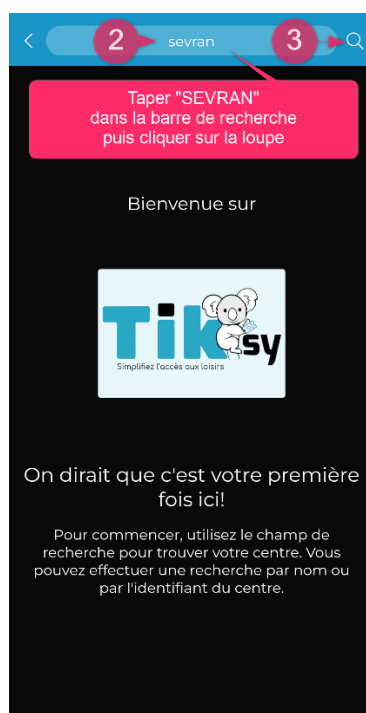 2
sevran
3
Taper "SEVRAN"
dans la barre de recherche
puis cliquer sur la loupe
Bienvenue sur
Tiksy
Simplifiez l'accès aux loisirs
On dirait que c'est votre première
fois ici!
Pour commencer, utilisez le champ de
recherche pour trouver votre centre. Vous
pouvez effectuer une recherche par nom ou
par l'identifiant du centre.